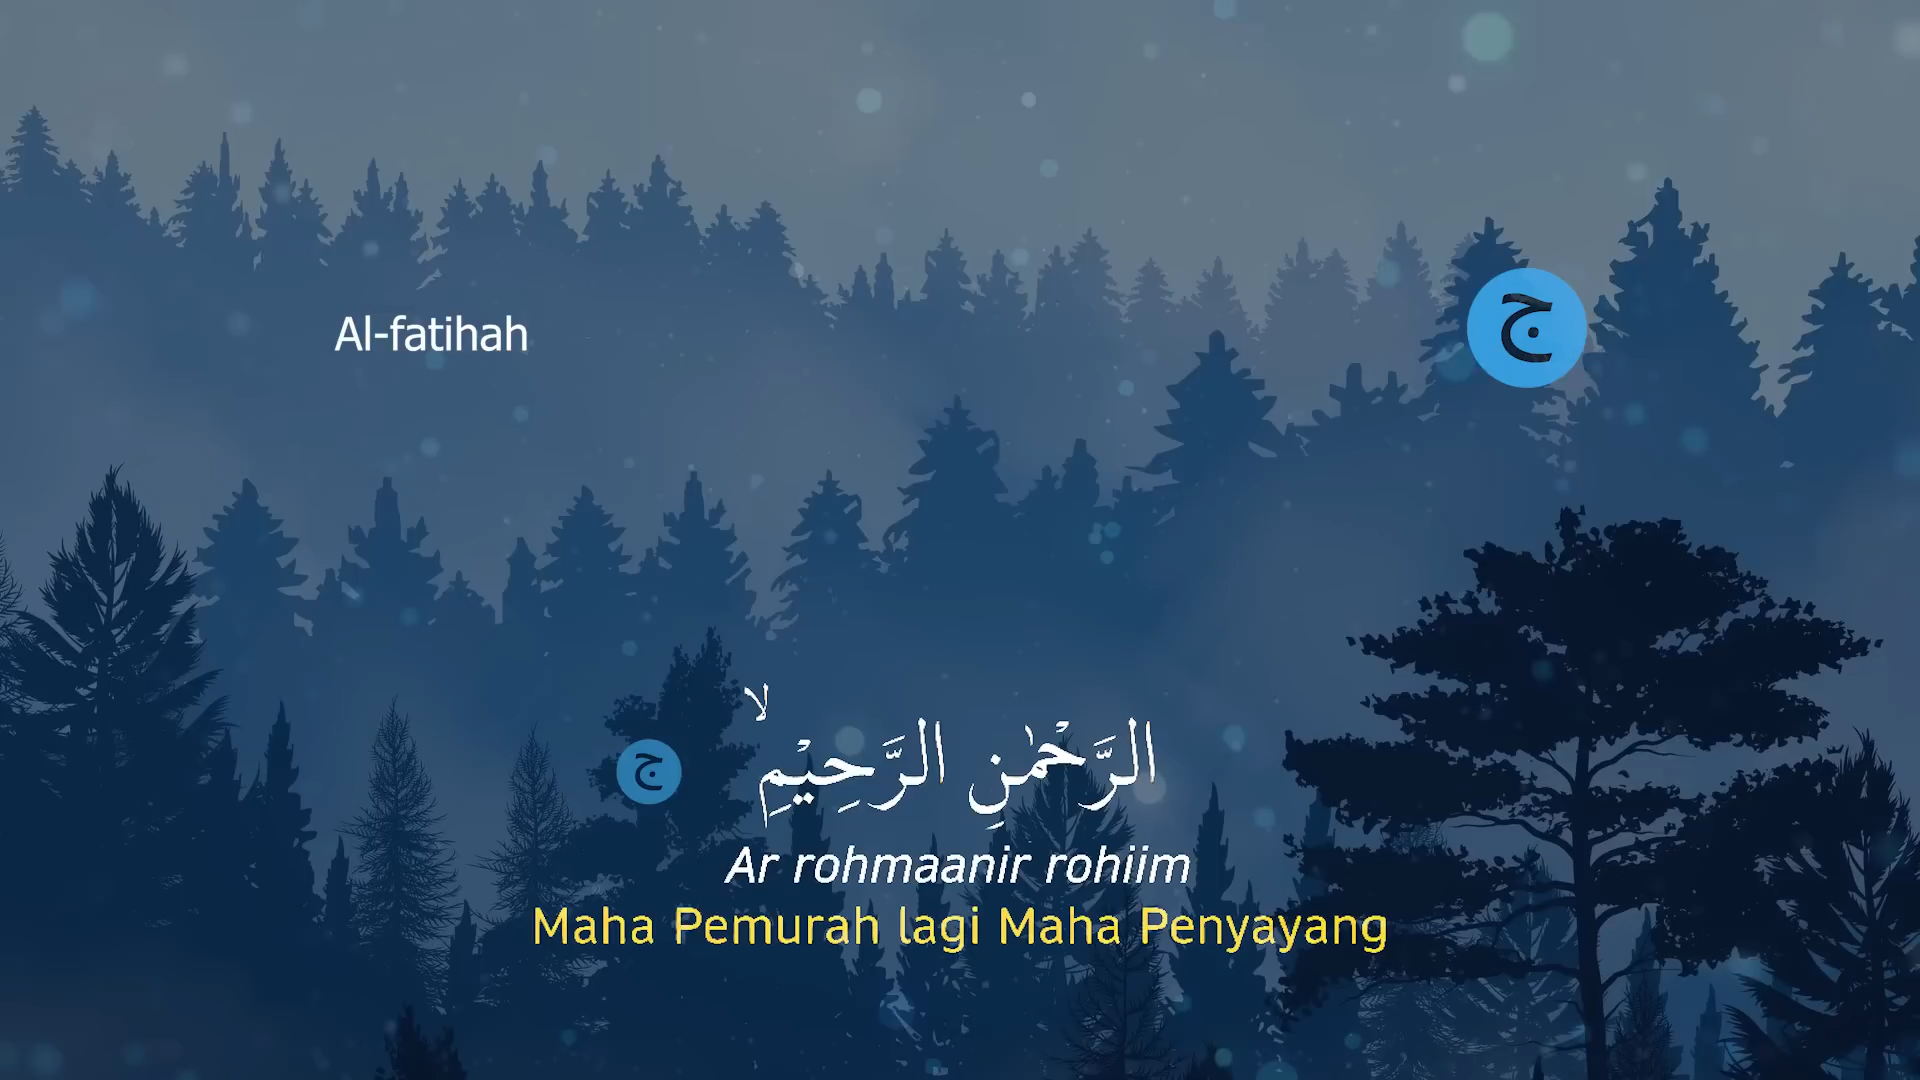 Al-fatihah
ج
الرَّحْمٰنِ الرَّحِيْمِۙ ج
Ar rohmaanir rohiim
Maha Pemurah lagi Maha Penyayang